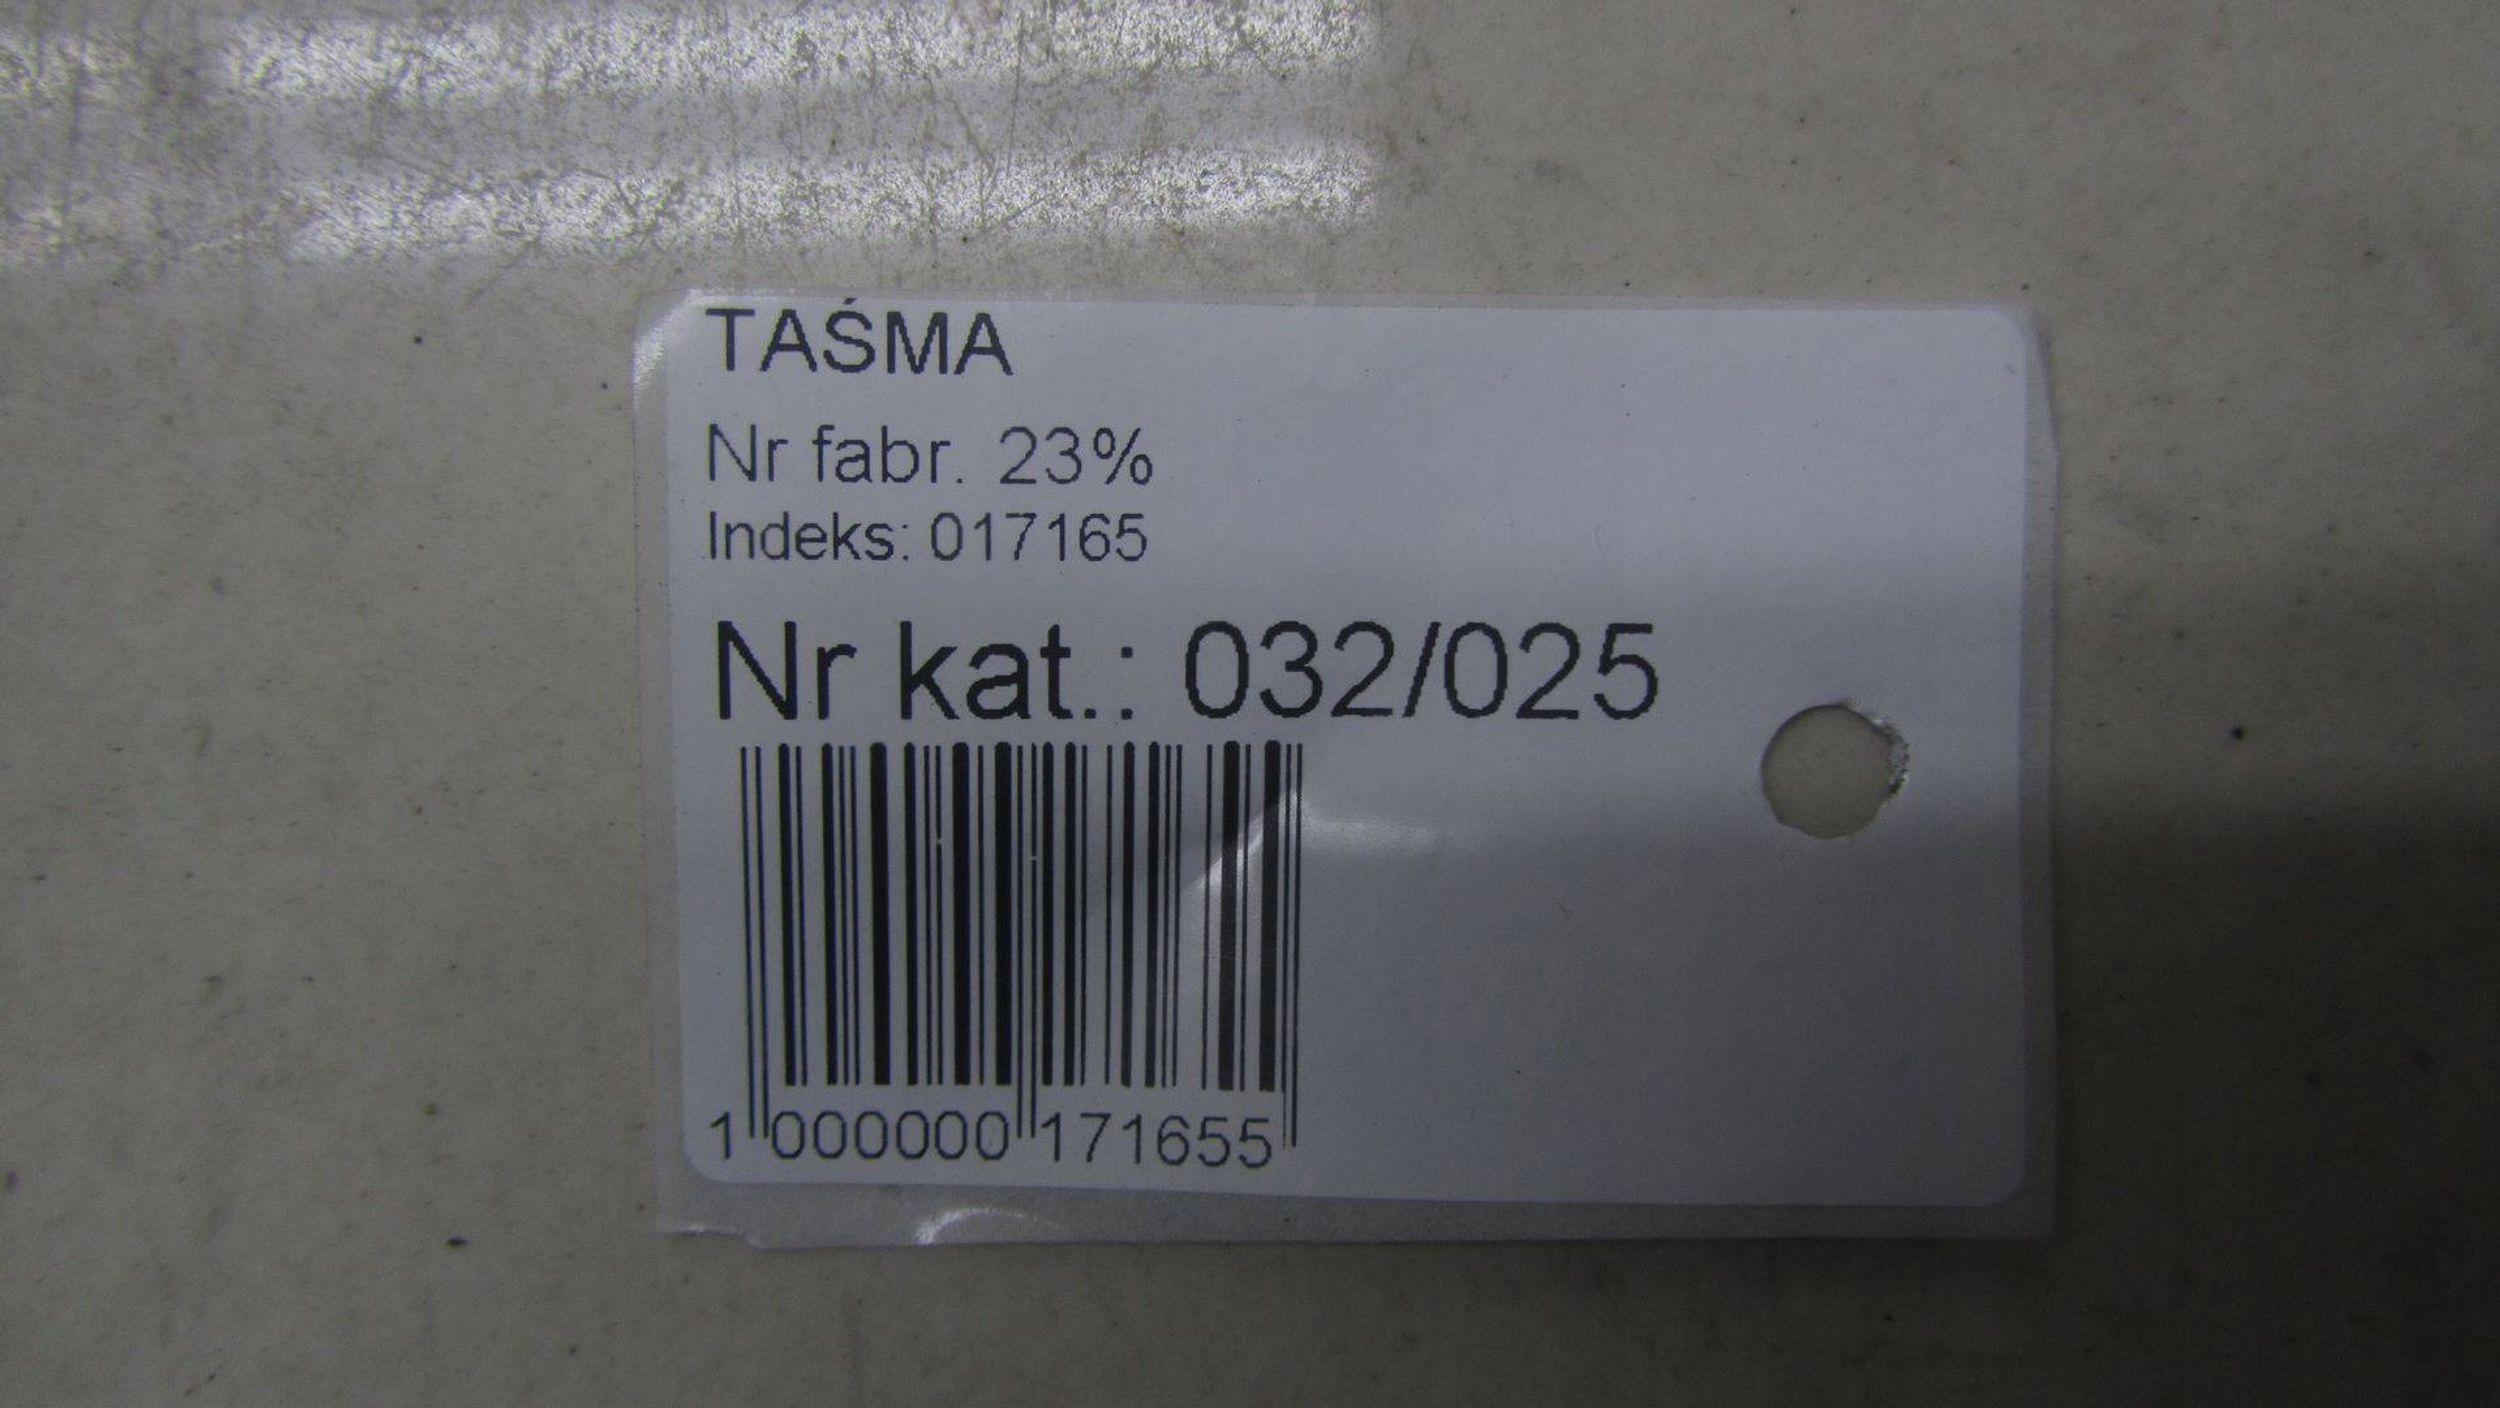 TAŚMA
Nr fabr. 23%
Indeks: 017165
Nr kat.: 032/025
1 000000 171655